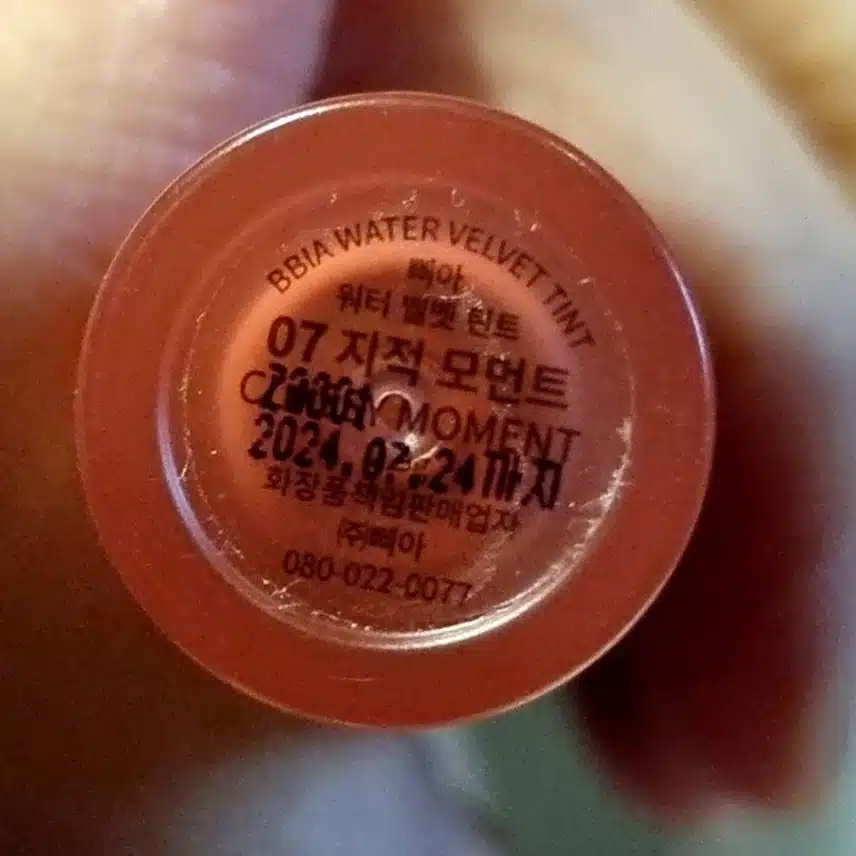 BBIA WATER VELVET TINT
삐아
워터 벨벳 틴트
07 지적 모먼트
MOMENT
2024.02.24까지
화장품책임판매업자
㈜삐아
080-022-0077